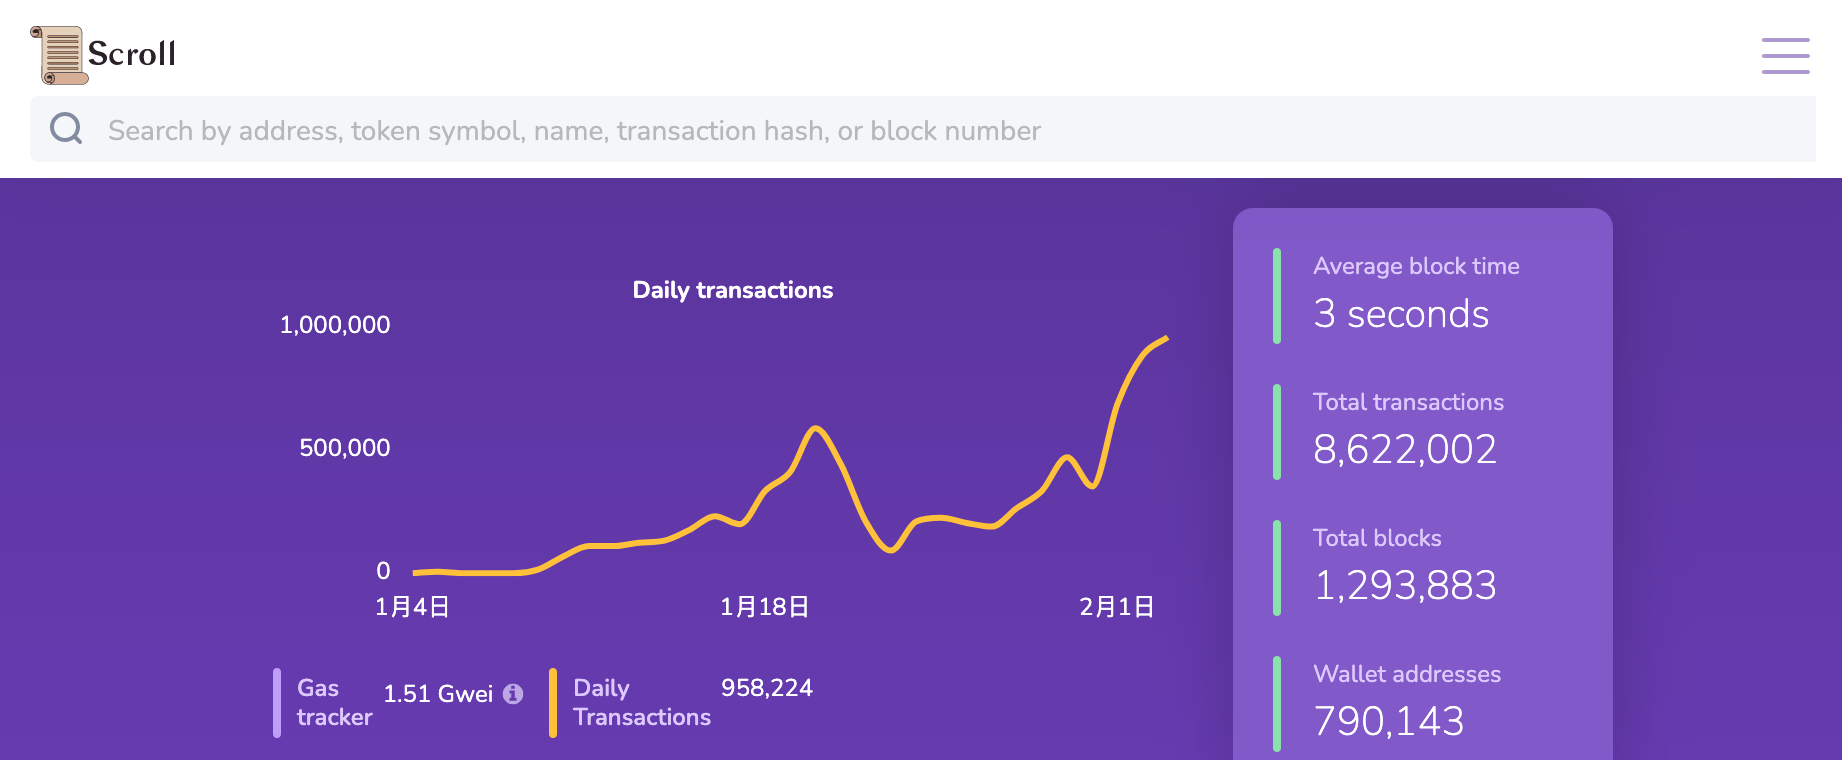 Scroll
Search by address, token symbol, name, transaction hash, or block number
Daily transactions
1,000,000
500,000
0
1月4日
1月18日
2月1日
Gas
tracker
1.51 Gwei
Daily
Transactions
958,224
Average block time
3 seconds
Total transactions
8,622,002
Total blocks
1,293,883
Wallet addresses
790,143